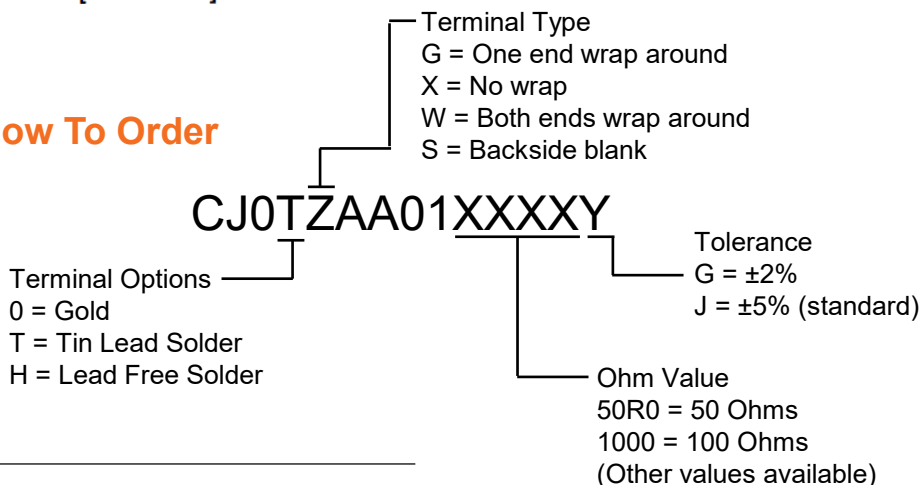 Terminal Type
G = One end wrap around
X = No wrap
W = Both ends wrap around
S = Backside blank
ow To Order
CJ0TZAA01XXXXY
Terminal Options
0 = Gold
T = Tin Lead Solder
H = Lead Free Solder
Tolerance
G = ±2%
J = ±5% (standard)
Ohm Value
50R0 = 50 Ohms
1000 = 100 Ohms
(Other values available)